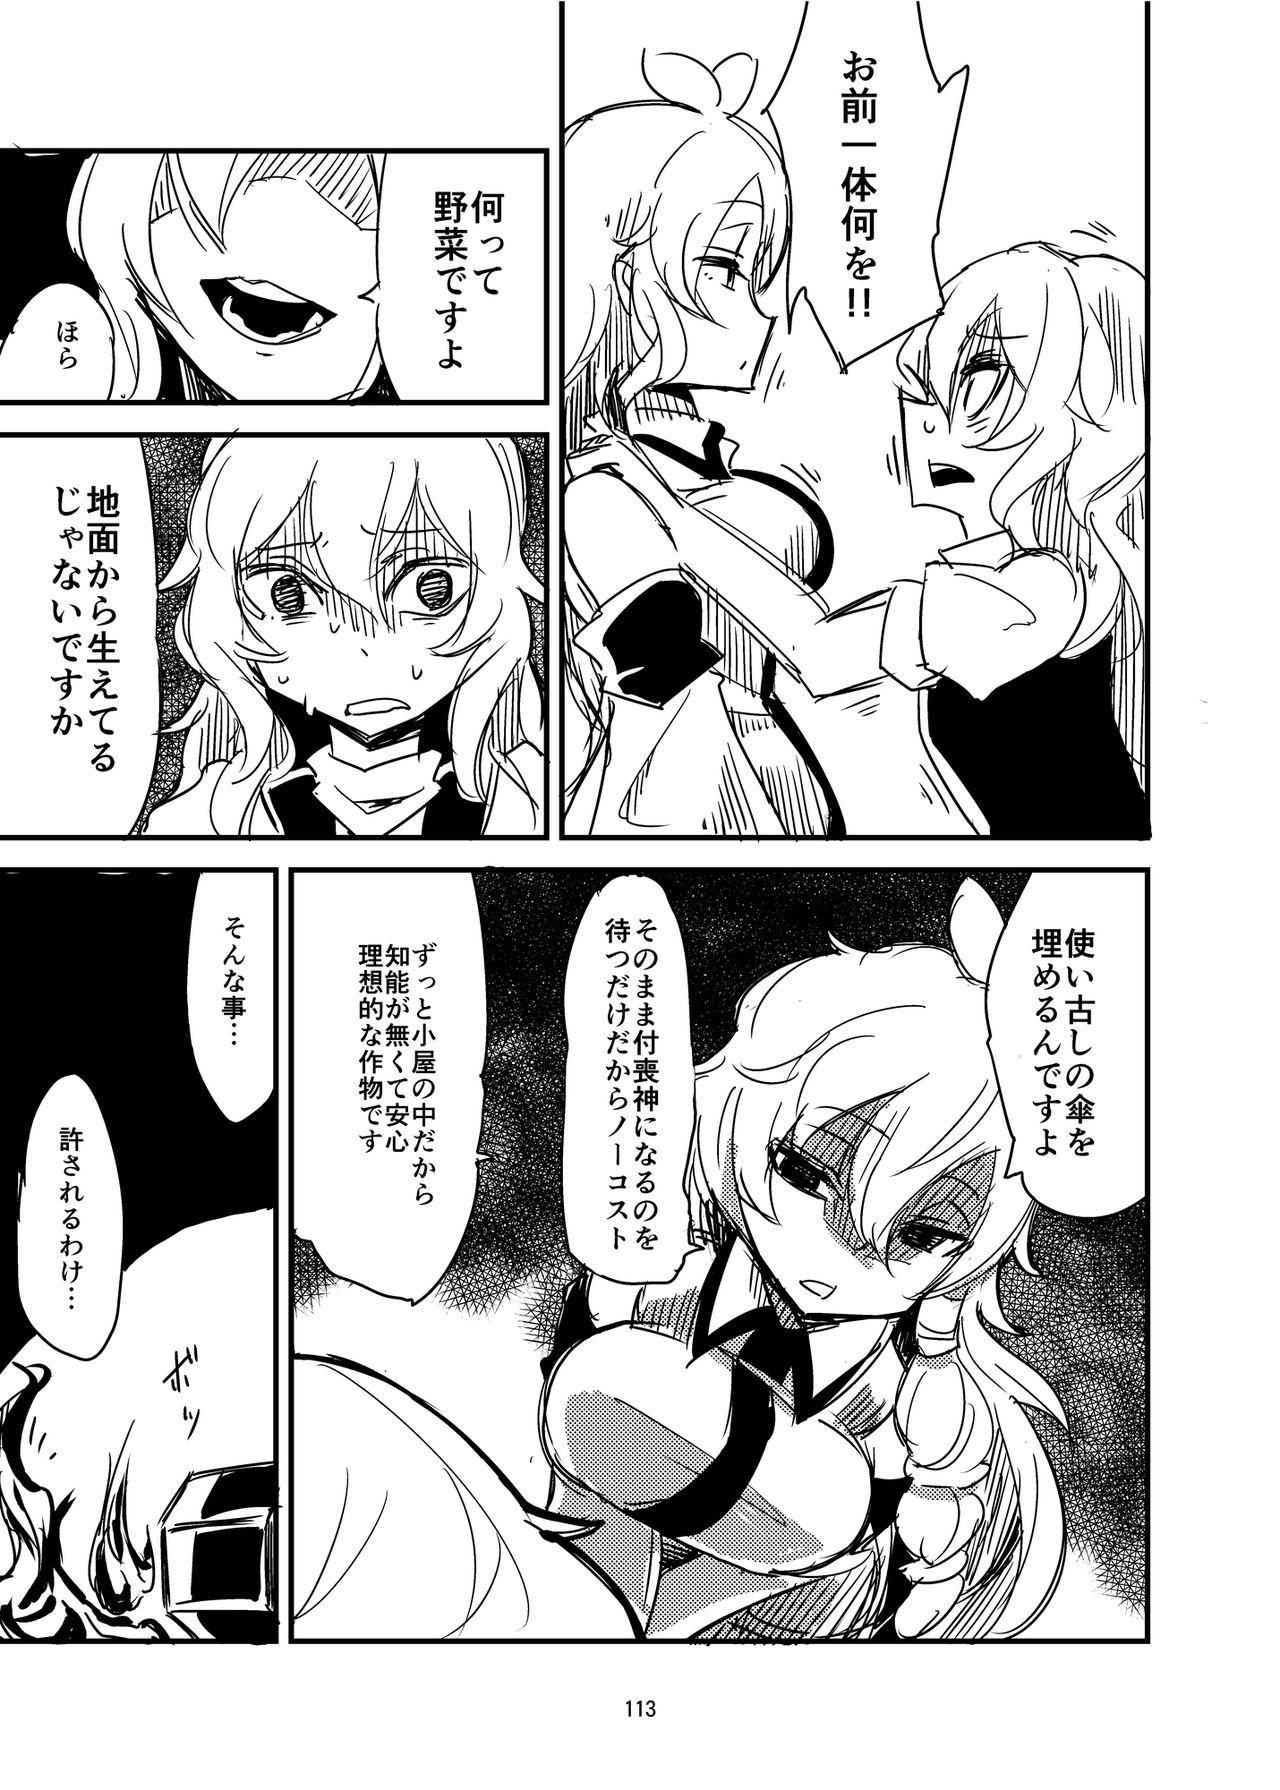 お前一体何を!!
何って
野菜ですよ
ほら
地面から生えてる
じゃないですか
使い古しの傘を
埋めるんですよ
そのまま付喪神になるのを
待つだけだからノーコスト
ずっと小屋の中だから
知能が無くて安心
理想的な作物です
そんな事…
許されるわけ…
ボッ
113